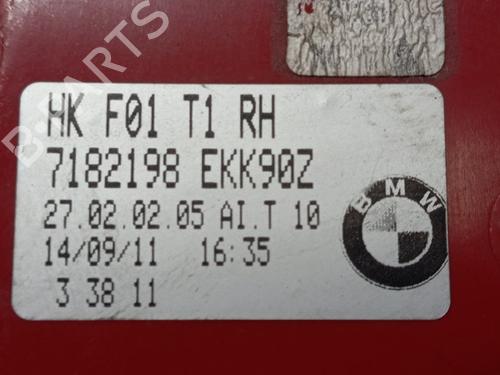 HK F01 T1 RH
7182198 EKK90Z
27.02.02.05 AI.T 10
14/09/11 16:35
3 38 11
BMW
B-PARTS